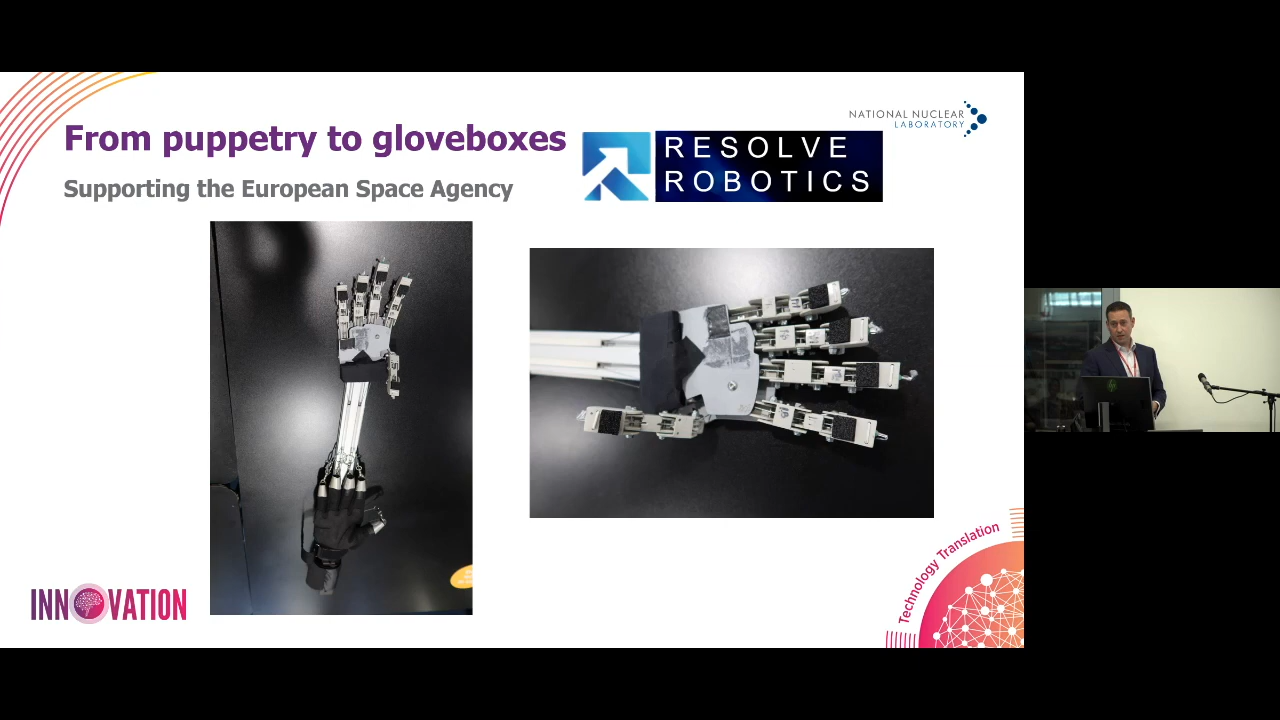 From puppetry to gloveboxes
Supporting the European Space Agency
RESOLVE
ROBOTICS
NATIONAL NUCLEAR
LABORATORY
INNOVATION
Technology Translation